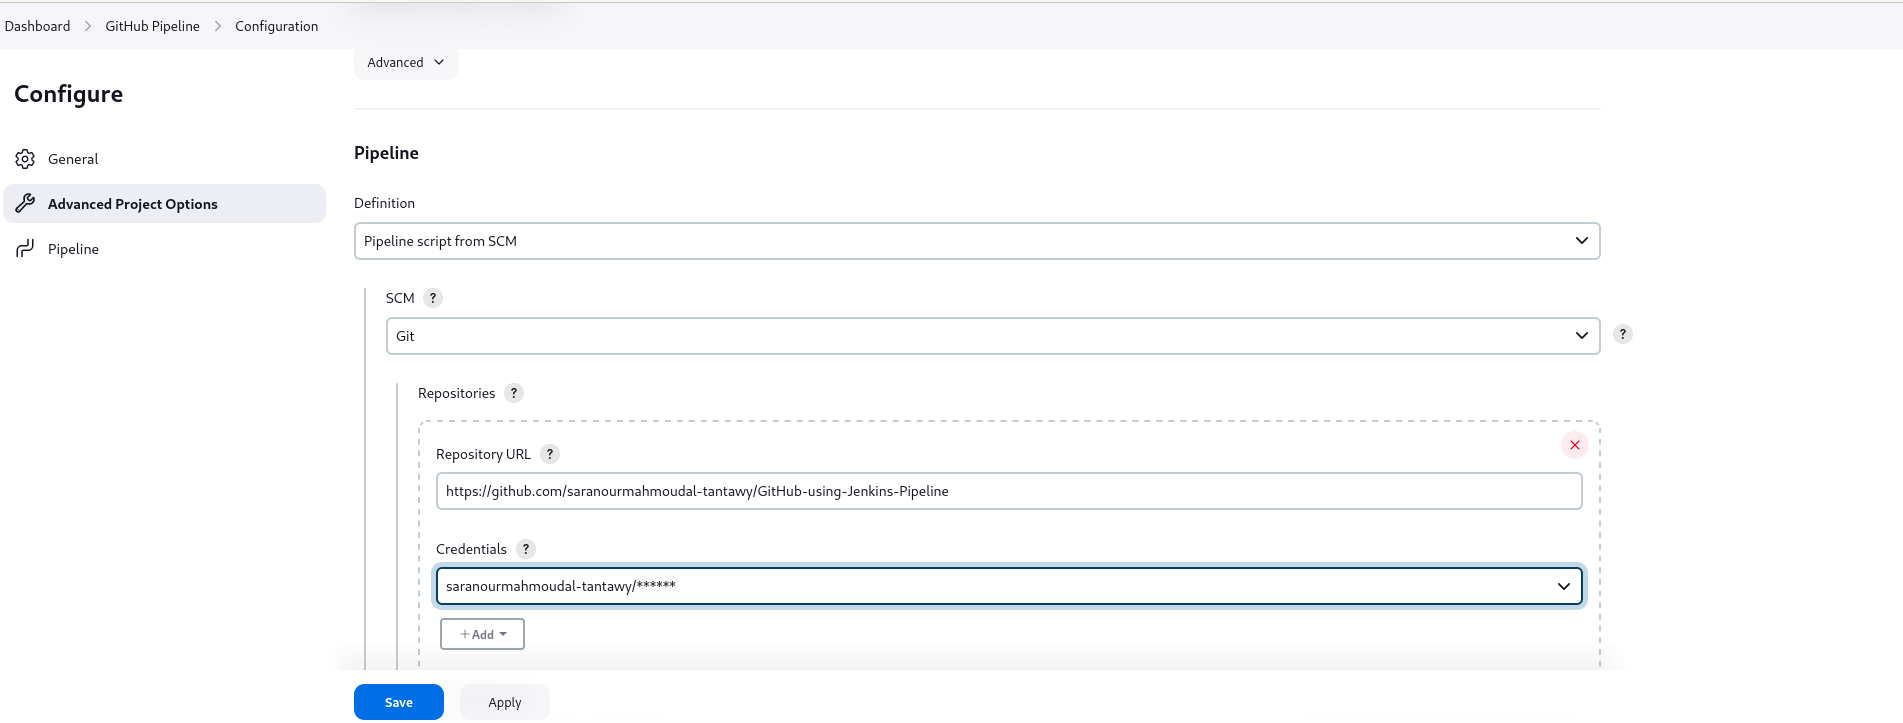 Dashboard > GitHub Pipeline > Configuration
Advanced
Configure
General
Advanced Project Options
Pipeline
Pipeline
Definition
Pipeline script from SCM
SCM ?
Git
?
Repositories ?
Repository URL ?
https://github.com/saranourmahmoudal-tantawy/GitHub-using-Jenkins-Pipeline
Credentials ?
saranourmahmoudal-tantawy/******
+ Add
Save Apply